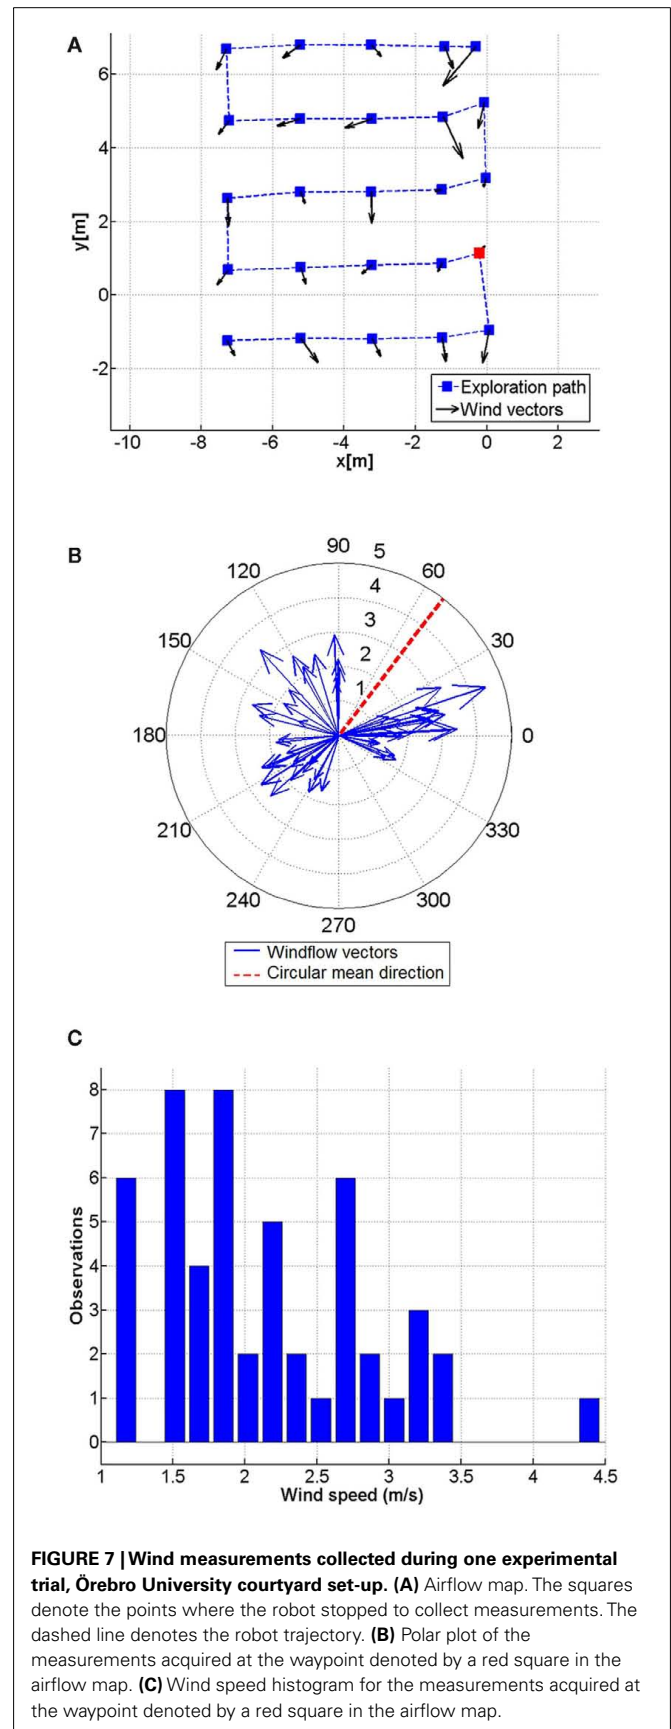 A
6
4
2
0
-2
y[m]
-10 -8 -6 -4 -2 0 2
x[m]
Exploration path
Wind vectors
B
90
5
120
60
4
3
150
30
2
1
180
0
210
330
240
300
270
Windflow vectors
Circular mean direction
C
8
7
6
5
4
3
2
1
0
Observations
1 1.5 2 2.5 3 3.5 4 4.5
Wind speed (m/s)
FIGURE 7 | Wind measurements collected during one experimental
trial, Örebro University courtyard set-up. (A) Airflow map. The squares
denote the points where the robot stopped to collect measurements. The
dashed line denotes the robot trajectory. (B) Polar plot of the
measurements acquired at the waypoint denoted by a red square in the
airflow map. (C) Wind speed histogram for the measurements acquired at
the waypoint denoted by a red square in the airflow map.